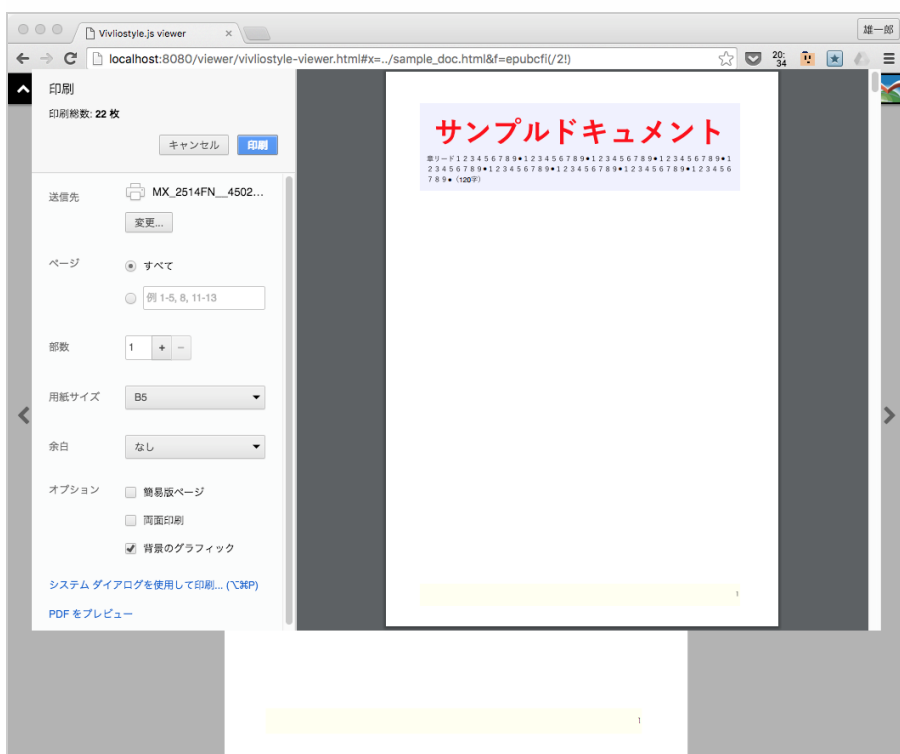 Vivliostyle.js viewer
雄一郎
localhost:8080/viewer/vivliostyle-viewer.html#x=../sample_doc.html&f=epubcfi(/2!)
20:
34
印刷
印刷総数: 22 枚
キャンセル
印刷
送信先
MX_2514FN__4502...
変更...
ページ
すべて
例 1-5, 8, 11-13
部数
1
+
−
用紙サイズ
B5
余白
なし
オプション
簡易版ページ
両面印刷
背景のグラフィック
システム ダイアログを使用して印刷... (⌥⌘P)
PDF をプレビュー
サンプルドキュメント
章リード1 2 3 4 5 6 7 8 9●1 2 3 4 5 6 7 8 9●1 2 3 4 5 6 7 8 9●1 2 3 4 5 6 7 8 9●1
2 3 4 5 6 7 8 9●1 2 3 4 5 6 7 8 9●1 2 3 4 5 6 7 8 9●1 2 3 4 5 6 7 8 9●1 2 3 4 5 6
7 8 9●（120字）
1
1